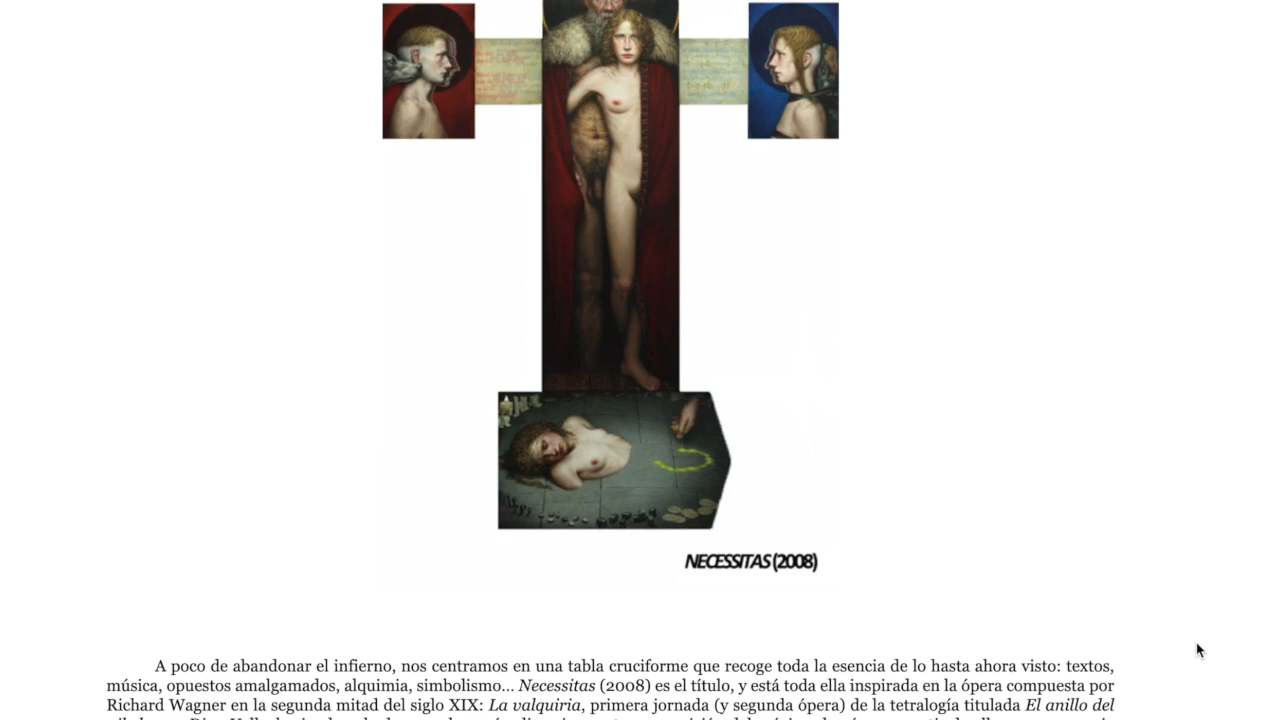 NECESSITAS (2008)
A poco de abandonar el infierno, nos centramos en una tabla cruciforme que recoge toda la esencia de lo hasta ahora visto: textos,
música, opuestos amalgamados, alquimia, simbolismo... Necessitas (2008) es el título, y está toda ella inspirada en la ópera compuesta por
Richard Wagner en la segunda mitad del siglo XIX: La valquiria, primera jornada (y segunda ópera) de la tetralogía titulada El anillo del